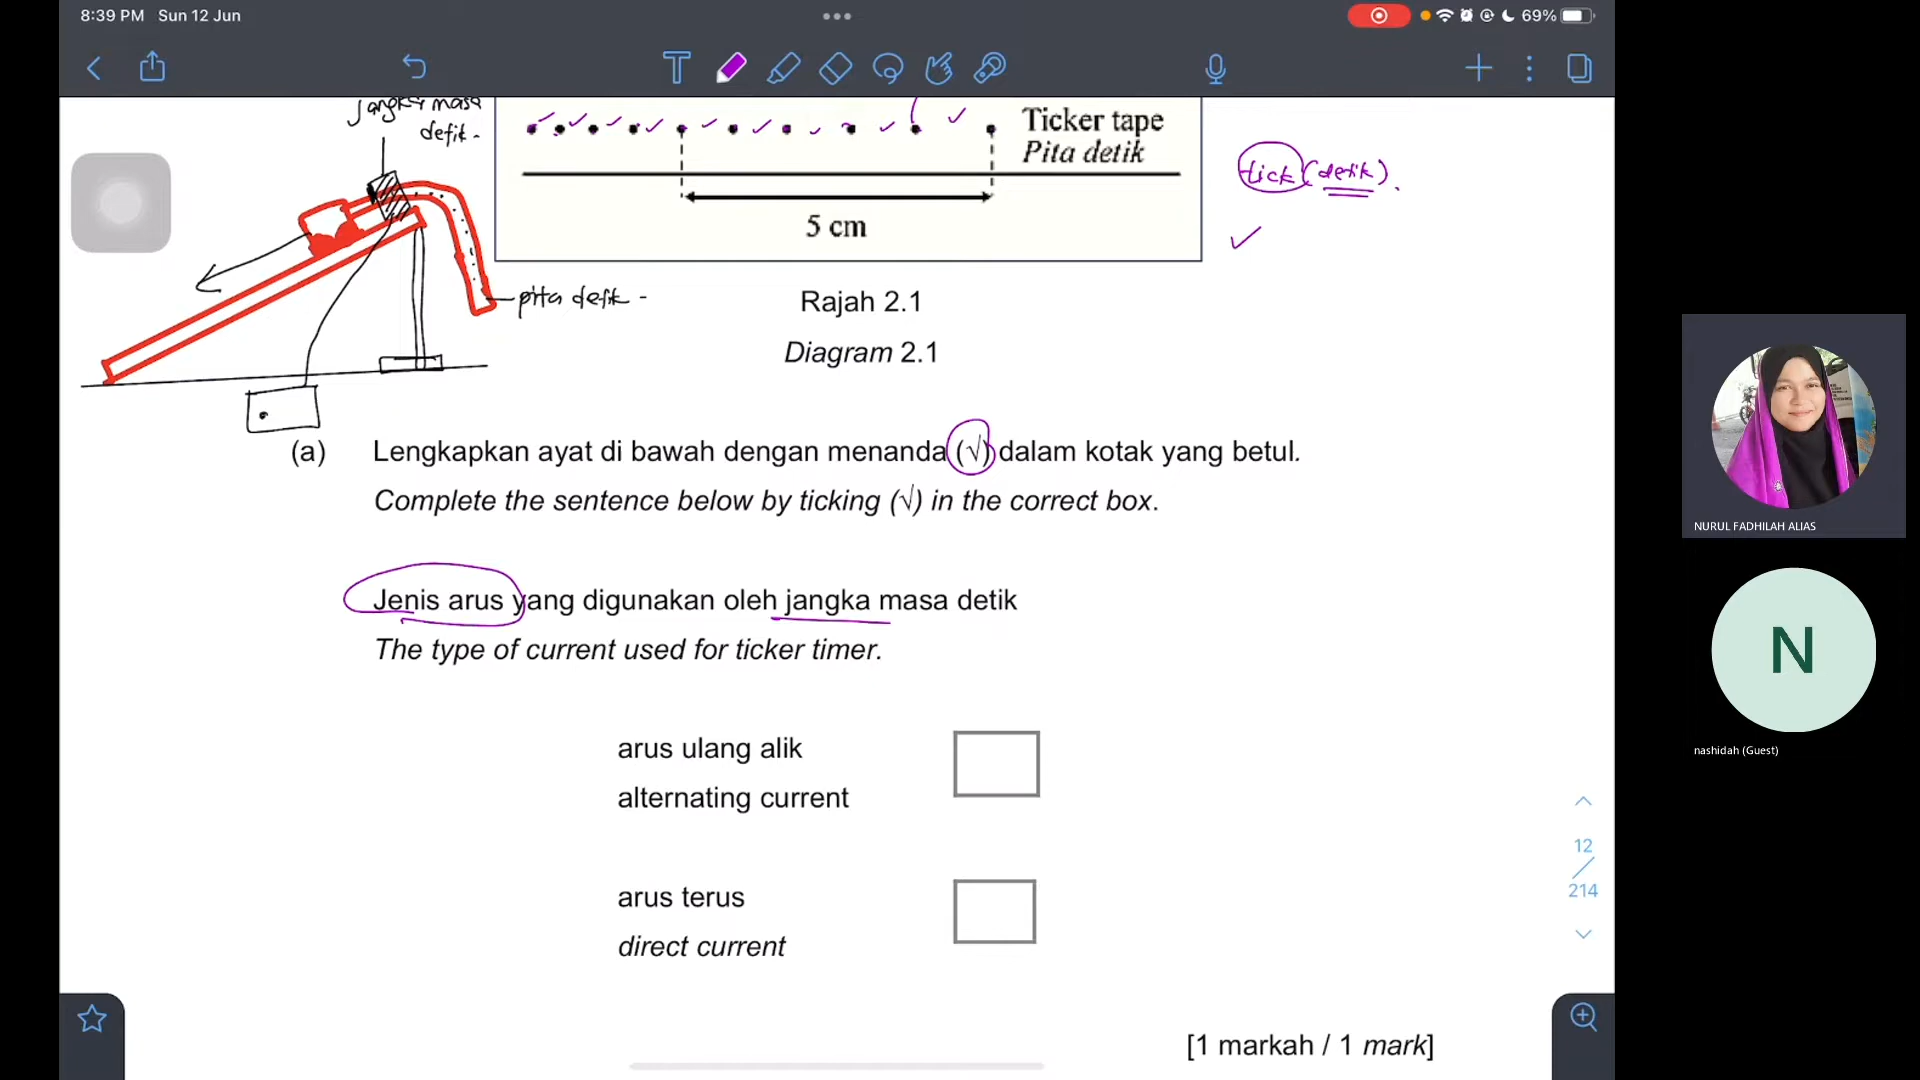 8:39 PM Sun 12 Jun
69%
jangka masa
detik -
Ticker tape
Pita detik
tick (detik).
5 cm
pita detik -
Rajah 2.1
Diagram 2.1
(a) Lengkapkan ayat di bawah dengan menanda (√) dalam kotak yang betul.
Complete the sentence below by ticking (√) in the correct box.
Jenis arus yang digunakan oleh jangka masa detik
The type of current used for ticker timer.
arus ulang alik
alternating current
arus terus
direct current
[1 markah / 1 mark]
12
/
214
NURUL FADHILAH ALIAS
N
nashidah (Guest)